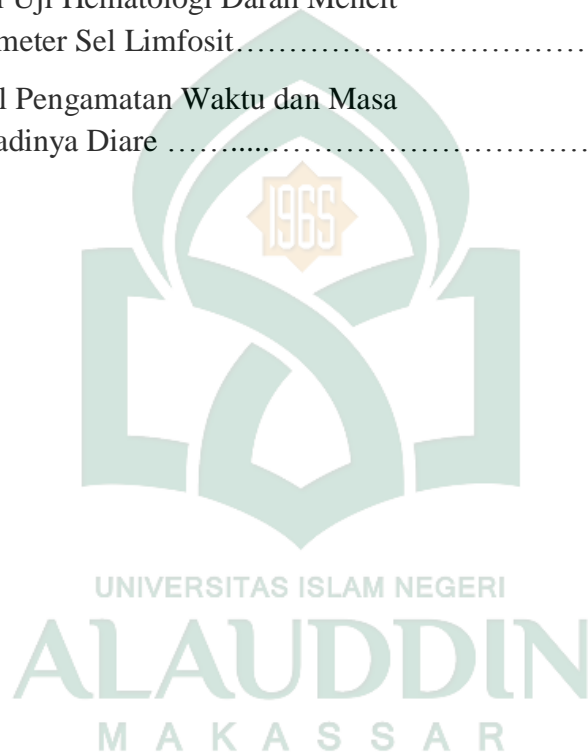 Uji Hematologi Darah Mencit
meter Sel Limfosit……………………………
l Pengamatan Waktu dan Masa
adinya Diare …….....……………………………
1965
UNIVERSITAS ISLAM NEGERI
ALAUDDIN
MAKASSAR